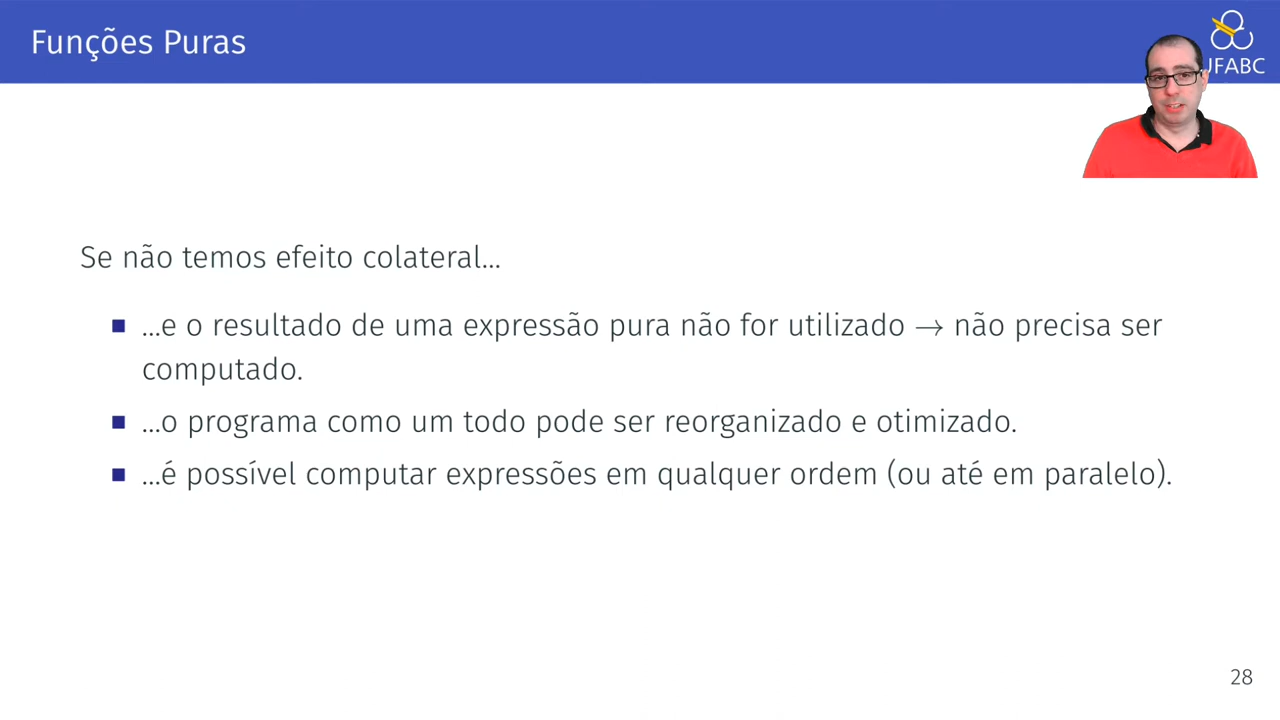 Funções Puras
UFABC
Se não temos efeito colateral...
...e o resultado de uma expressão pura não for utilizado → não precisa ser
computado.
...o programa como um todo pode ser reorganizado e otimizado.
...é possível computar expressões em qualquer ordem (ou até em paralelo).
28